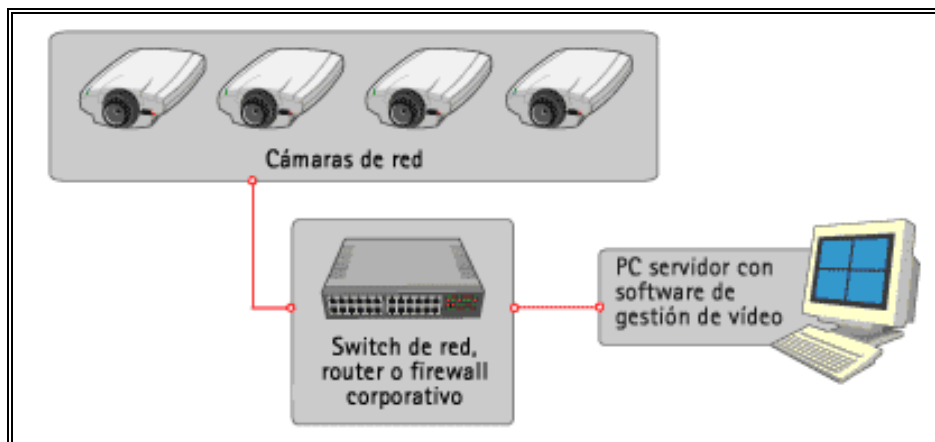 Cámaras de red
Switch de red,
router o firewall
corporativo
PC servidor con
software de
gestión de vídeo